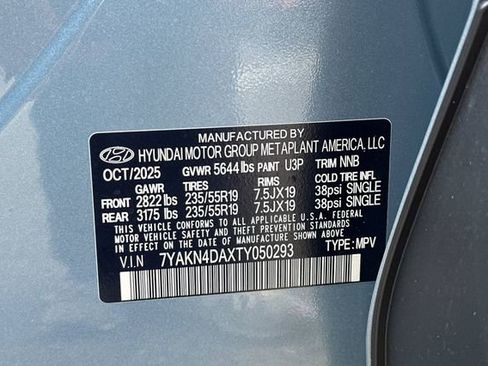 MANUFACTURED BY
HYUNDAI MOTOR GROUP METAPLANT AMERICA, LLC
OCT/2025 GVWR 5644 lbs PAINT U3P TRIM NNB
GAWR TIRES RIMS COLD TIRE INFL
FRONT 2822 lbs 235/55R19 7.5JX19 38psi SINGLE
REAR 3175 lbs 235/55R19 7.5JX19 38psi SINGLE
THIS VEHICLE CONFORMS TO ALL APPLICABLE U.S.A. FEDERAL
MOTOR VEHICLE SAFETY AND THEFT PREVENTION STANDARDS
IN EFFECT ON THE DATE OF MANUFACTURE SHOWN ABOVE.
V.I.N 7YAKN4DAXTY050293 TYPE: MPV